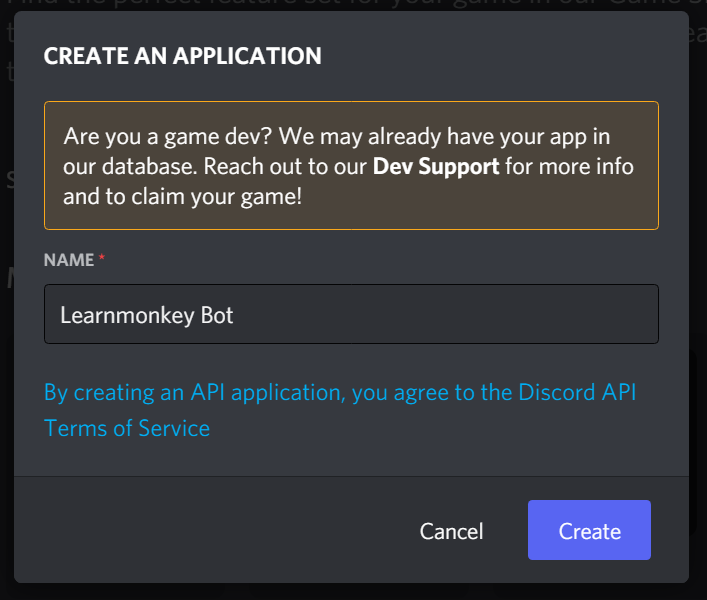 CREATE AN APPLICATION
Are you a game dev? We may already have your app in
our database. Reach out to our Dev Support for more info
and to claim your game!
NAME *
Learnmonkey Bot
By creating an API application, you agree to the Discord API
Terms of Service
Cancel
Create